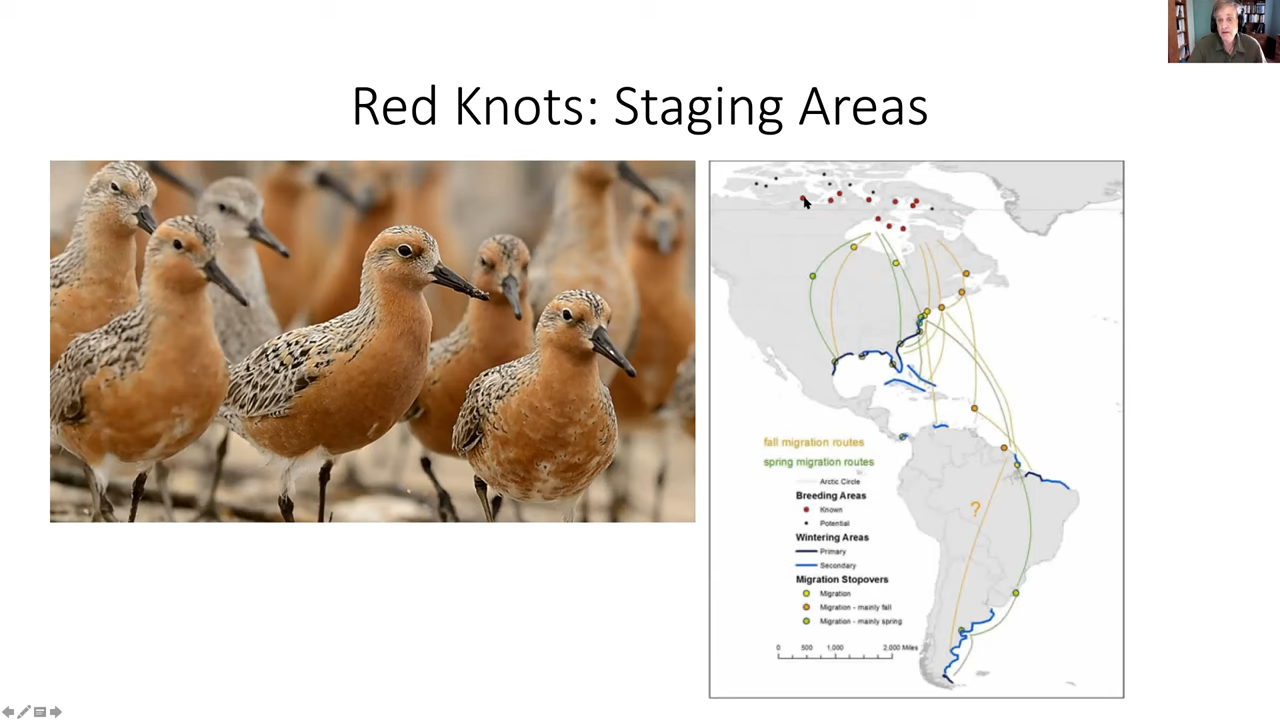 Red Knots: Staging Areas
fall migration routes
spring migration routes
Arctic Circle
Breeding Areas
Known
Potential
Wintering Areas
Primary
Secondary
Migration Stopovers
Migration
Migration - mainly fall
Migration - mainly spring
0 500 1,000 2,000 Miles
?